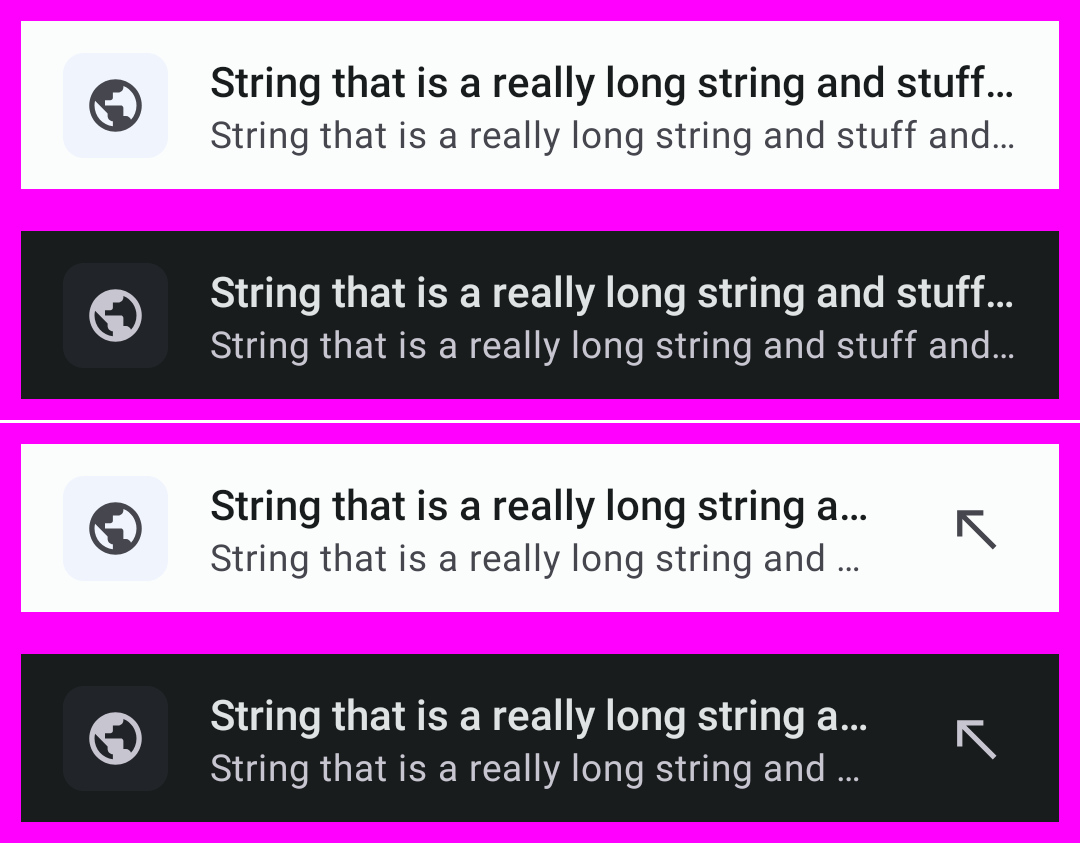 String that is a really long string and stuff…
String that is a really long string and stuff and…
String that is a really long string and stuff…
String that is a really long string and stuff and…
String that is a really long string a…
String that is a really long string and …
String that is a really long string a…
String that is a really long string and …